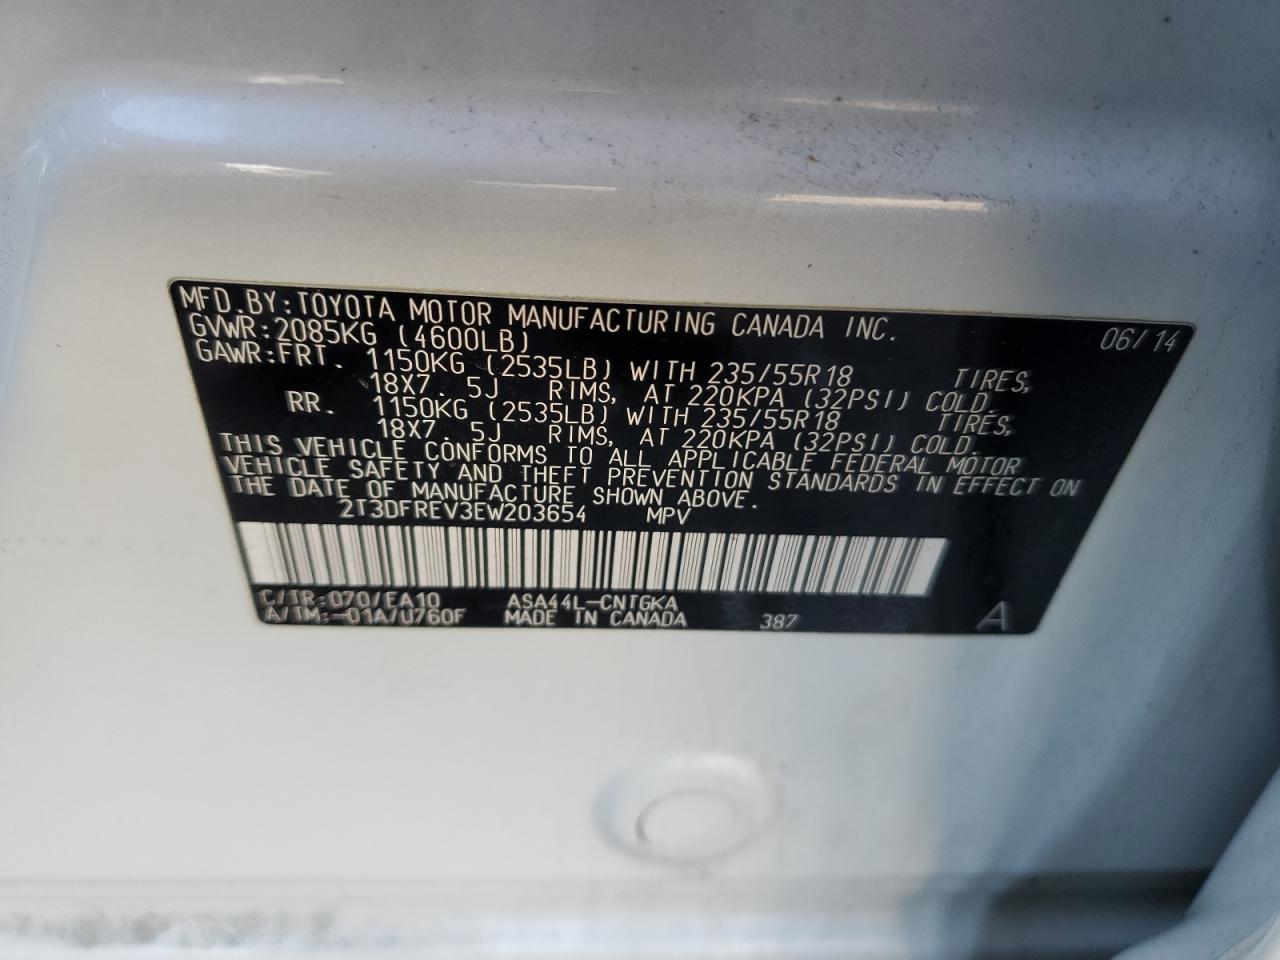 MFD.BY:TOYOTA MOTOR MANUFACTURING CANADA INC. 06/14
GVWR:2085KG (4600LB)
GAWR:FRT. 1150KG (2535LB) WITH 235/55R18 TIRES,
18X7. 5J RIMS, AT 220KPA (32PSI) COLD.
RR. 1150KG (2535LB) WITH 235/55R18 TIRES,
18X7. 5J RIMS, AT 220KPA (32PSI) COLD.
THIS VEHICLE CONFORMS TO ALL APPLICABLE FEDERAL MOTOR
VEHICLE SAFETY AND THEFT PREVENTION STANDARDS IN EFFECT ON
THE DATE OF MANUFACTURE SHOWN ABOVE.
2T3DFREV3EW203654 MPV
C/TR:070/EA10 ASA44L-CNTGKA
A/TM:-01A/U760F MADE IN CANADA 387 A